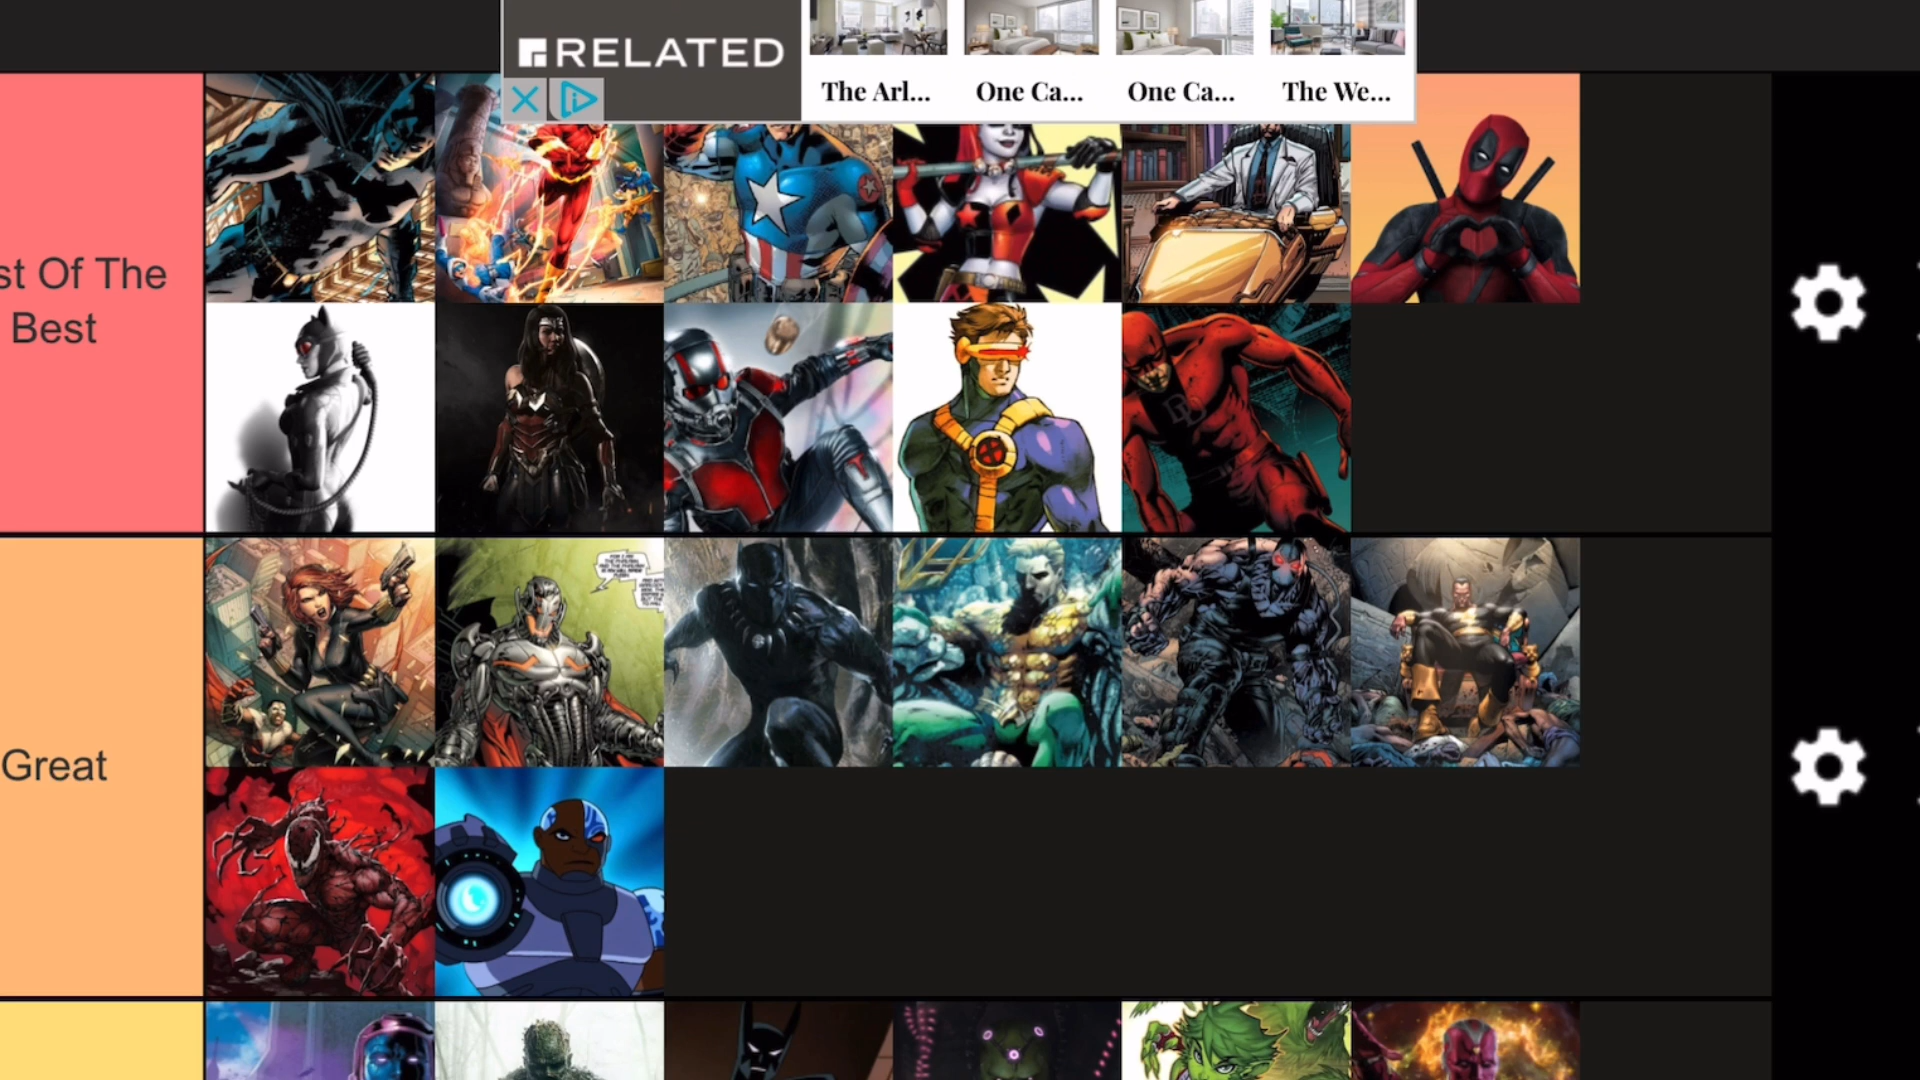 RELATED
The Arl...
One Ca...
One Ca...
The We...
st Of The
Best
Great